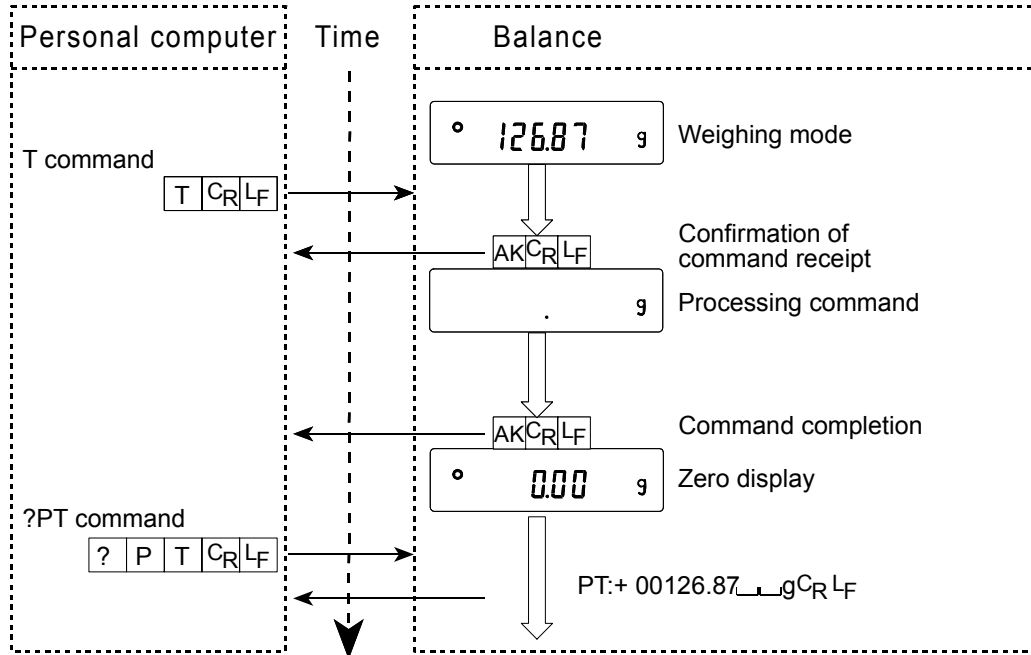 Personal computer Time Balance
126.87 g Weighing mode
T command
T CR LF
AK CR LF Confirmation of
command receipt
. g Processing command
AK CR LF Command completion
0.00 g Zero display
?PT command
? P T CR LF
PT:+ 00126.87␣␣gCR LF